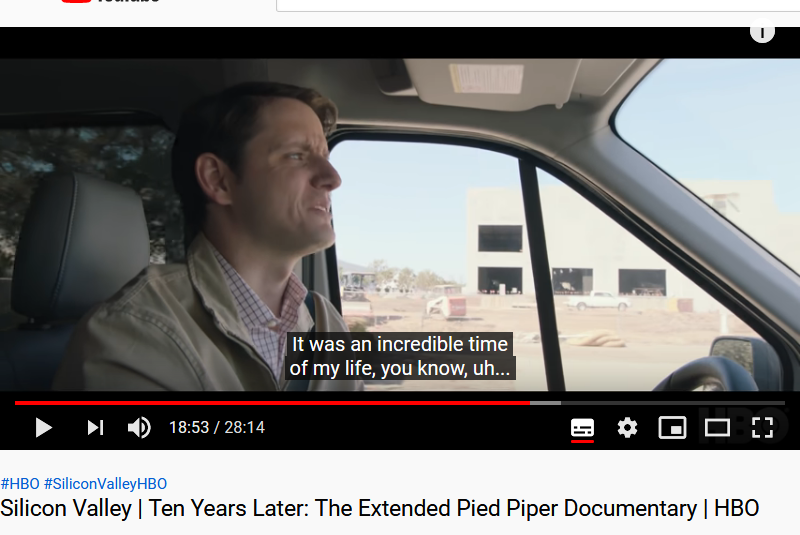 It was an incredible time
of my life, you know, uh...
HBO
18:53 / 28:14
#HBO #SiliconValleyHBO
Silicon Valley | Ten Years Later: The Extended Pied Piper Documentary | HBO